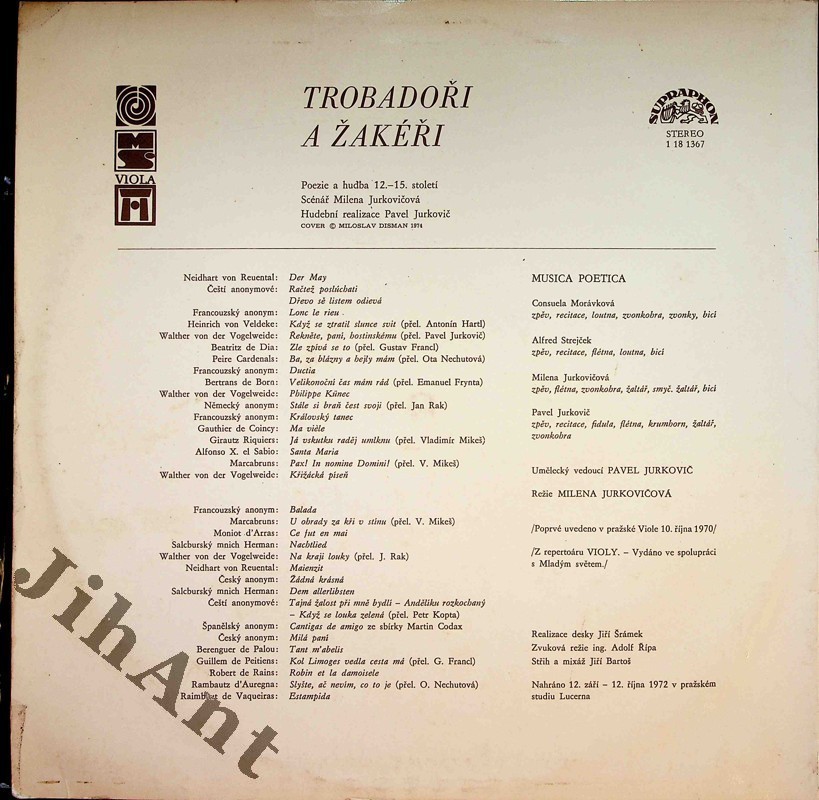 TROBADOŘI
A ŽAKÉŘI
SUPRAPHON
STEREO
1 18 1367
MS
VIOLA
Poezie a hudba 12.–15. století
Scénář Milena Jurkovičová
Hudební realizace Pavel Jurkovič
COVER © MILOSLAV DISMAN 1974
Neidhart von Reuental: Der May
Čeští anonymové: Račtež poslúchati
Dřevo sě listem odievá
Francouzský anonym: Lonc le rieu
Heinrich von Veldeke: Když se ztratil slunce svit (přel. Antonín Hartl)
Walther von der Vogelweide: Řekněte, paní, hostinskému (přel. Pavel Jurkovič)
Beatritz de Dia: Zle zpívá se to (přel. Gustav Francl)
Peire Cardenals: Ba, za blázny a hejly mám (přel. Ota Nechutová)
Francouzský anonym: Ductia
Bertrans de Born: Velikonoční čas mám rád (přel. Emanuel Frynta)
Walther von der Vogelweide: Philippe Künec
Německý anonym: Stále si braň čest svoji (přel. Jan Rak)
Francouzský anonym: Královský tanec
Gauthier de Coincy: Ma viële
Girautz Riquiers: Já vskutku raděj umlknu (přel. Vladimír Mikeš)
Alfonso X. el Sabio: Santa Maria
Marcabruns: Pax! In nomine Domini! (přel. V. Mikeš)
Walther von der Vogelweide: Křižácká píseň
Francouzský anonym: Balada
Marcabruns: U obrady za kři v stínu (přel. V. Mikeš)
Moniot d'Arras: Ce fut en mai
Salcburský mnich Herman: Nachtlied
Walther von der Vogelweide: Na kraji louky (přel. J. Rak)
Neidhart von Reuental: Maienzit
Český anonym: Žádná krásná
Salcburský mnich Herman: Dem allerlibsten
Čeští anonymové: Tajná žalost při mně bydlí – Andělíku rozkochaný
– Když se louka zelená (přel. Petr Kopta)
Španělský anonym: Cantigas de amigo ze sbírky Martin Codax
Český anonym: Milá paní
Berenguer de Palou: Tant m'abelis
Guillem de Peitiens: Kol Limoges vedla cesta má (přel. G. Francl)
Robert de Rains: Robin et la damoisele
Rambautz d'Auregna: Slyšte, ač nevím, co to je (přel. O. Nechutová)
Raimbaut de Vaqueiras: Estampida
MUSICA POETICA
Consuela Morávková
zpěv, recitace, loutna, zvonkobra, zvonky, bicí
Alfred Strejček
zpěv, recitace, flétna, loutna, bicí
Milena Jurkovičová
zpěv, flétna, zvonkobra, žaltář, smyč. žaltář, bicí
Pavel Jurkovič
zpěv, recitace, fidula, flétna, krumhorn, žaltář,
zvonkobra
Umělecký vedoucí PAVEL JURKOVIČ
Režie MILENA JURKOVIČOVÁ
/Poprvé uvedeno v pražské Viole 10. října 1970/
/Z repertoáru VIOLY. – Vydáno ve spolupráci
s Mladým světem./
Realizace desky Jiří Šrámek
Zvuková režie ing. Adolf Řípa
Střih a mixáž Jiří Bartoš
Nahráno 12. září – 12. října 1972 v pražském
studiu Lucerna
JihAnt